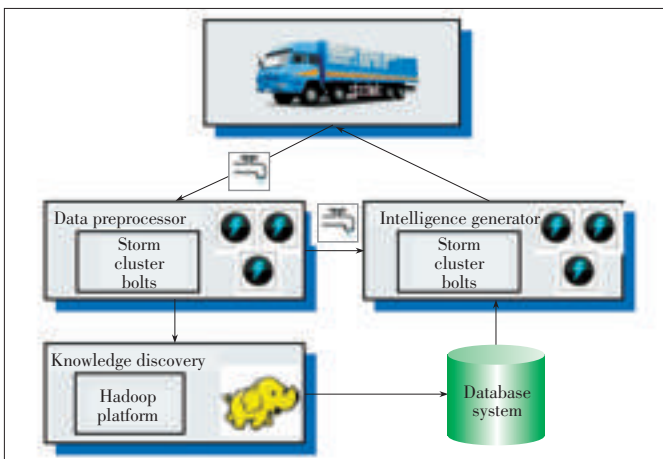 Data preprocessor
Storm
cluster
bolts
Intelligence generator
Storm
cluster
bolts
Knowledge discovery
Hadoop
platform
Database
system